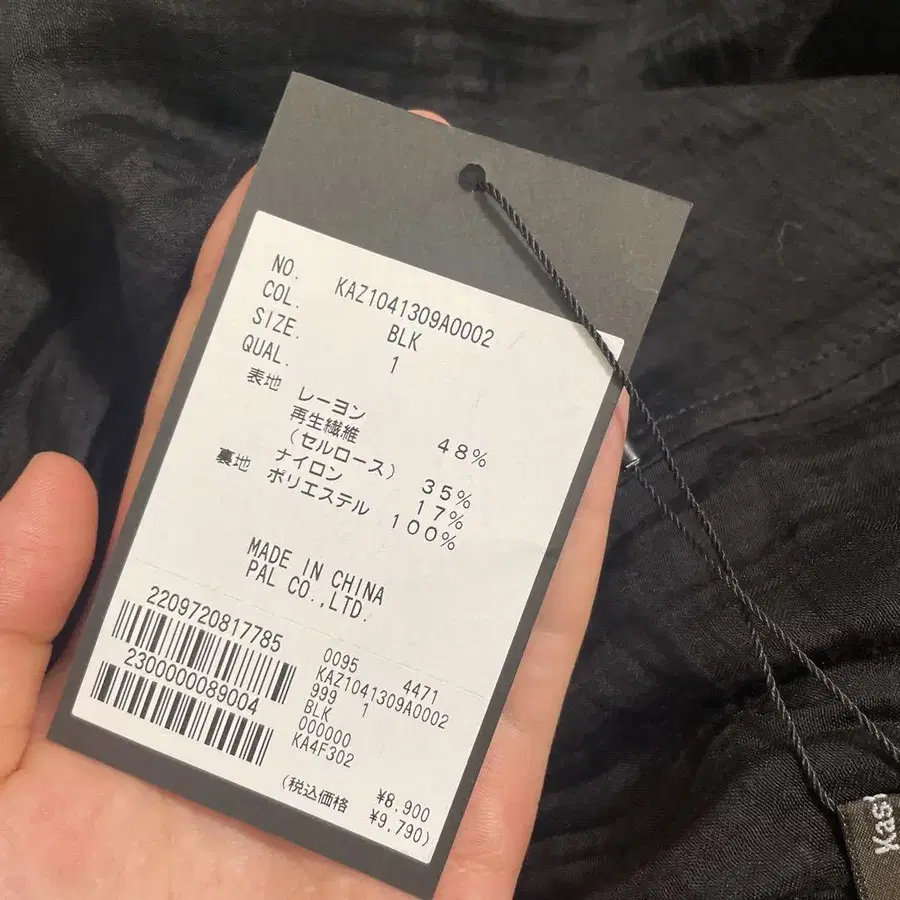 NO. KAZ1041309A0002
COL. BLK
SIZE. 1
QUAL.
表地 レーヨン 48%
再生繊維
(セルロース) 35%
ナイロン 17%
裏地 ポリエステル 100%
MADE IN CHINA
PAL CO.,LTD.
2209720817785
2300000089004
0095 4471
KAZ1041309A0002
999 1
BLK
000000
KA4F302
¥8.900
(税込価格 ¥9.790)